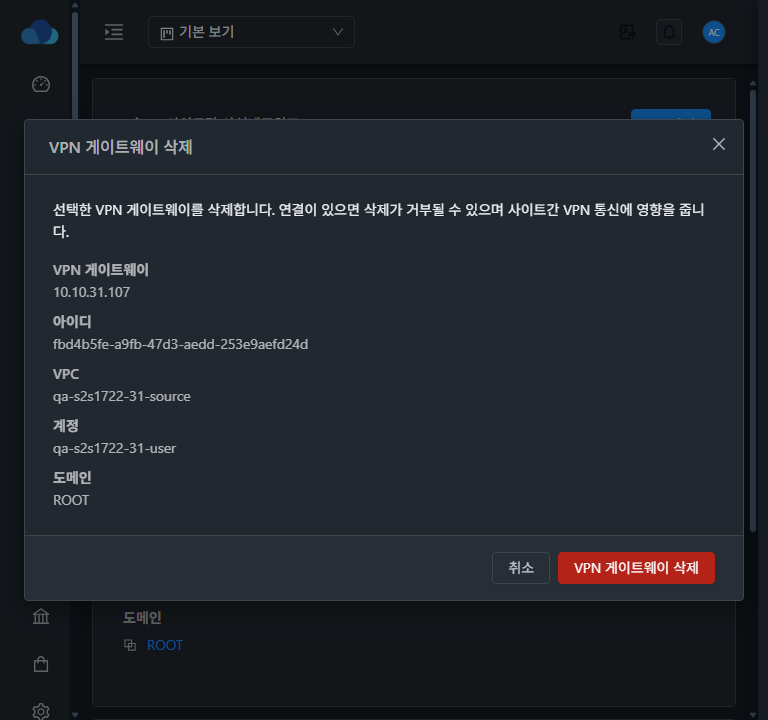 기본 보기
AC
VPN 게이트웨이 삭제
선택한 VPN 게이트웨이를 삭제합니다. 연결이 있으면 삭제가 거부될 수 있으며 사이트간 VPN 통신에 영향을 줍니
다.
VPN 게이트웨이
10.10.31.107
아이디
fbd4b5fe-a9fb-47d3-aedd-253e9aefd24d
VPC
qa-s2s1722-31-source
계정
qa-s2s1722-31-user
도메인
ROOT
취소
VPN 게이트웨이 삭제
도메인
ROOT